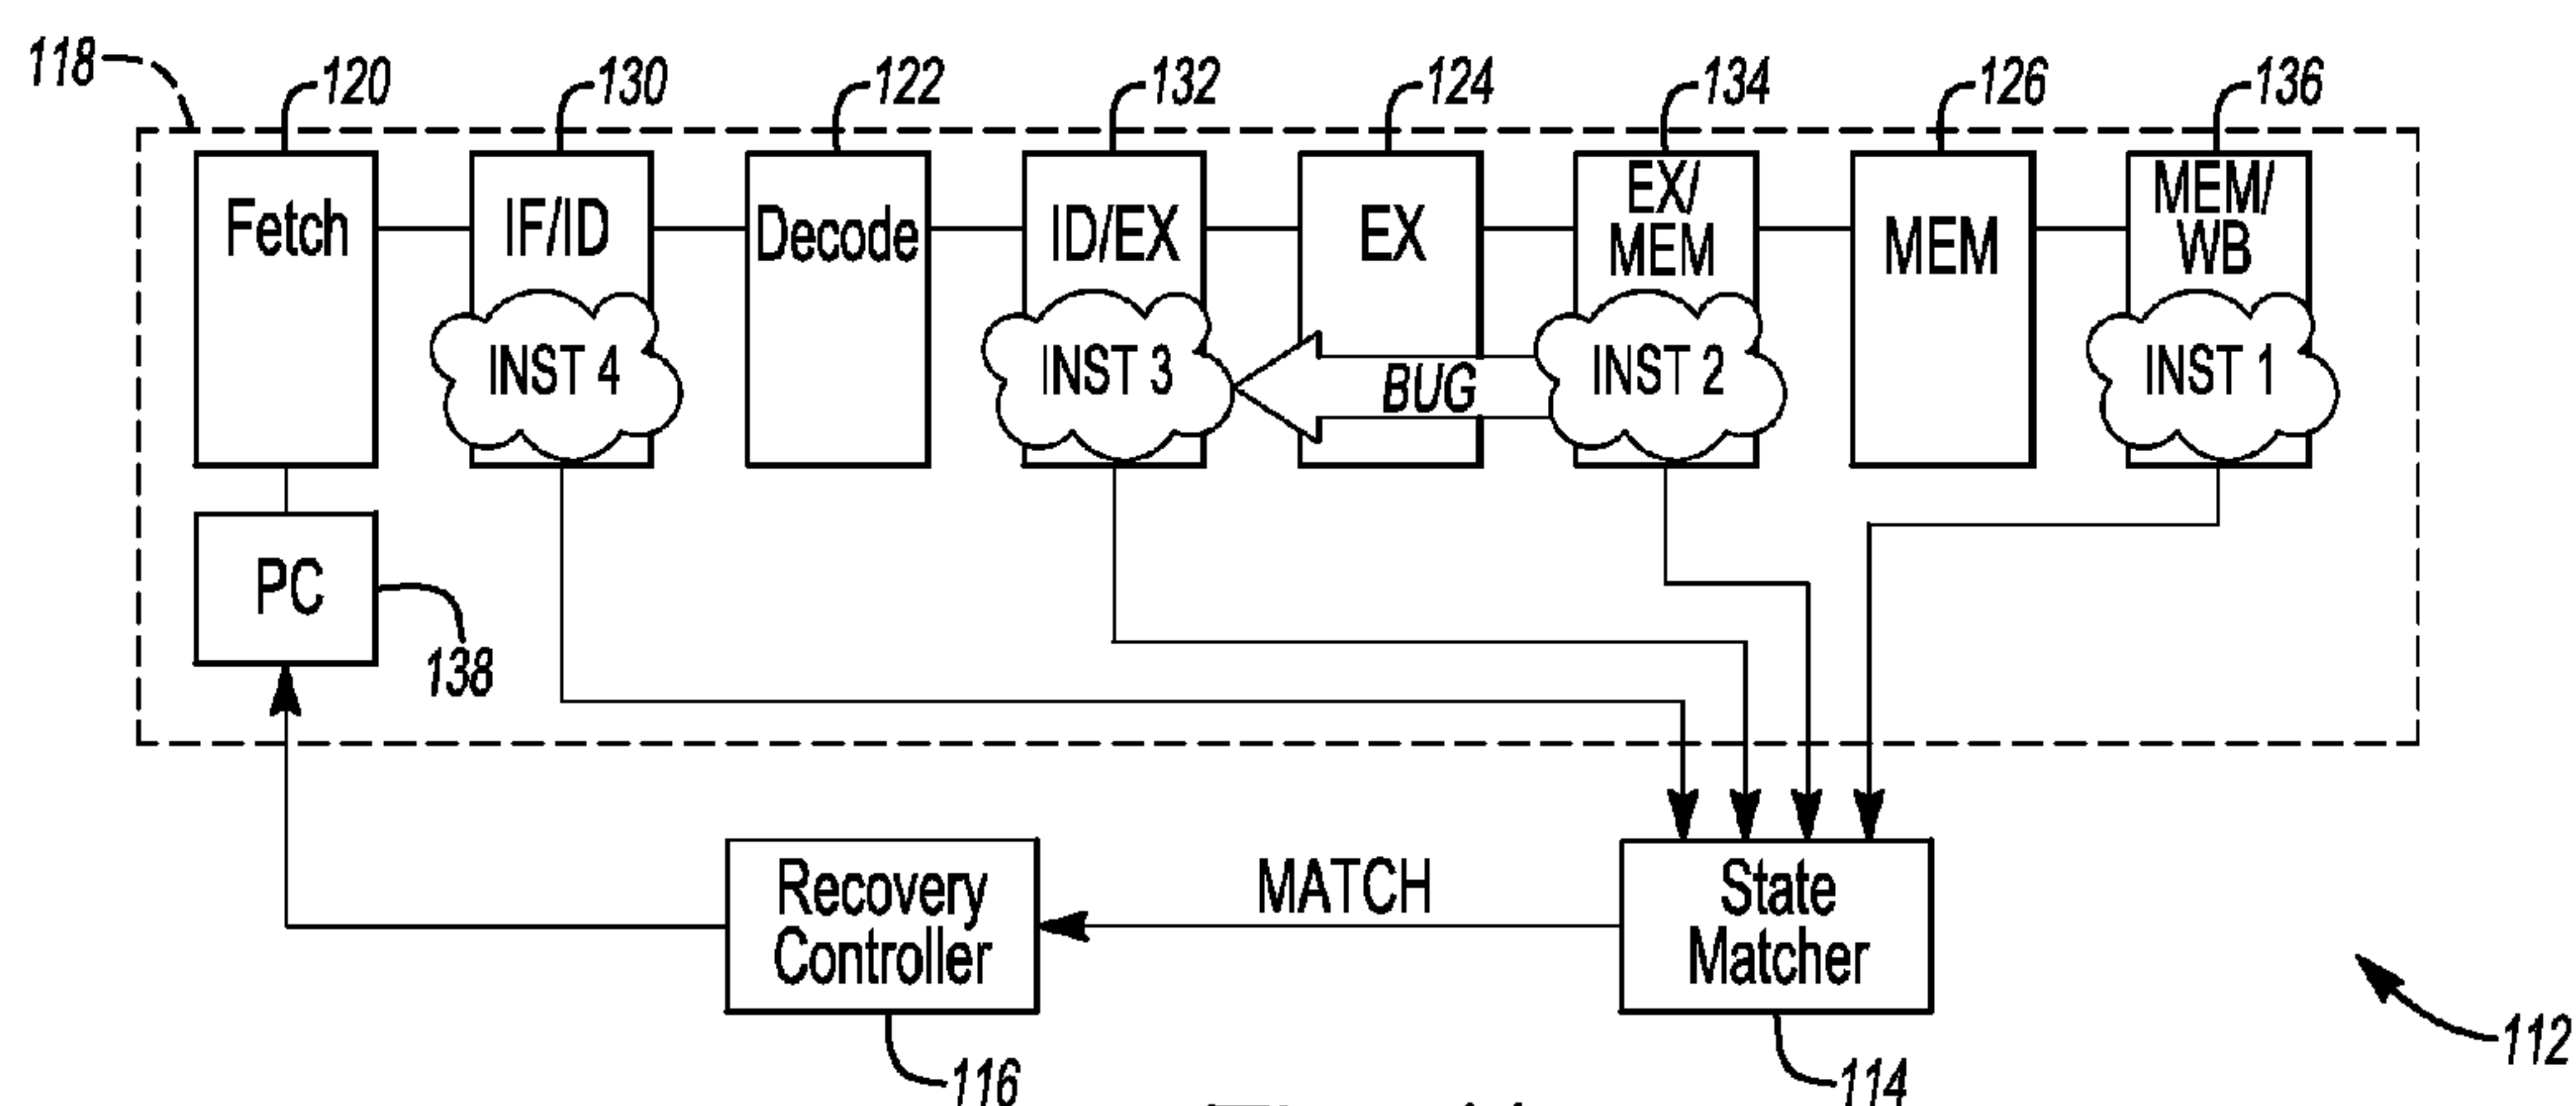 118
120
130
122
132
124
134
126
136
Fetch
IF/ID
Decode
ID/EX
EX
EX/
MEM
MEM
MEM/
WB
INST 4
INST 3
BUG
INST 2
INST 1
PC
138
Recovery
Controller
MATCH
State
Matcher
116
114
112